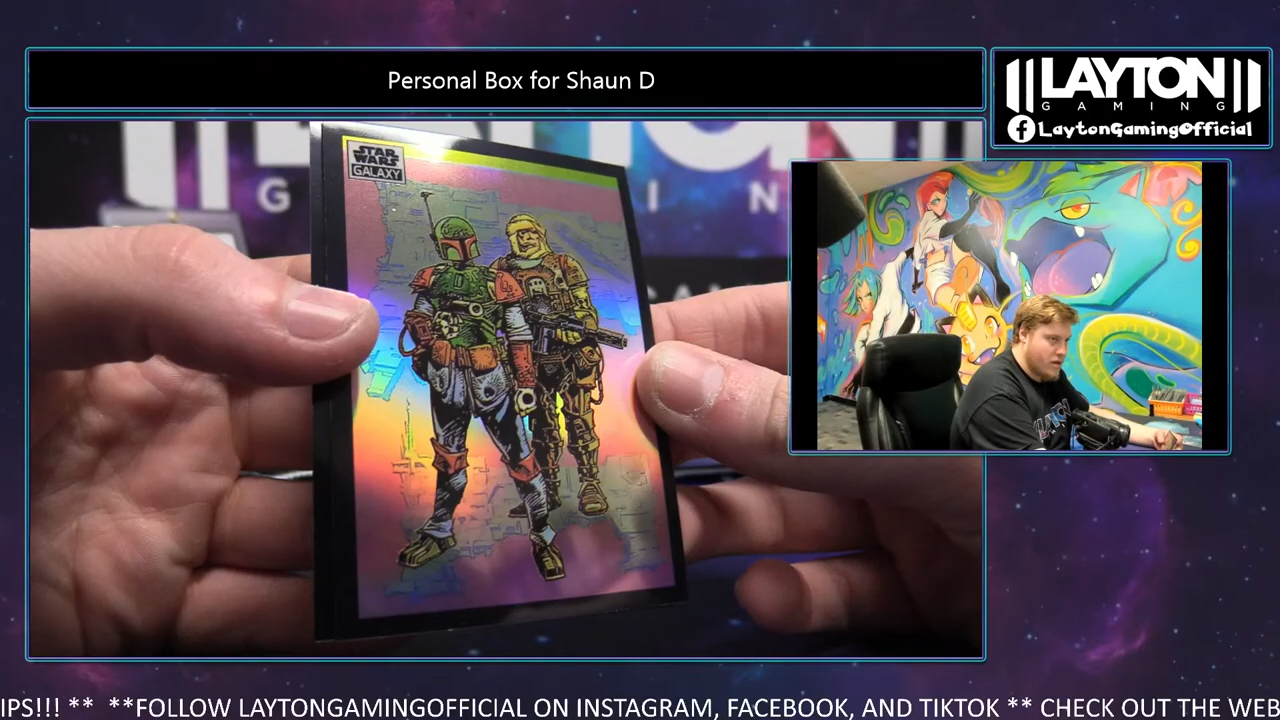 Personal Box for Shaun D
LAYTON
GAMING
LaytonGamingOfficial
STAR
WARS
GALAXY
G
I N
IPS!!! ** **FOLLOW LAYTONGAMINGOFFICIAL ON INSTAGRAM, FACEBOOK, AND TIKTOK ** CHECK OUT THE WEB